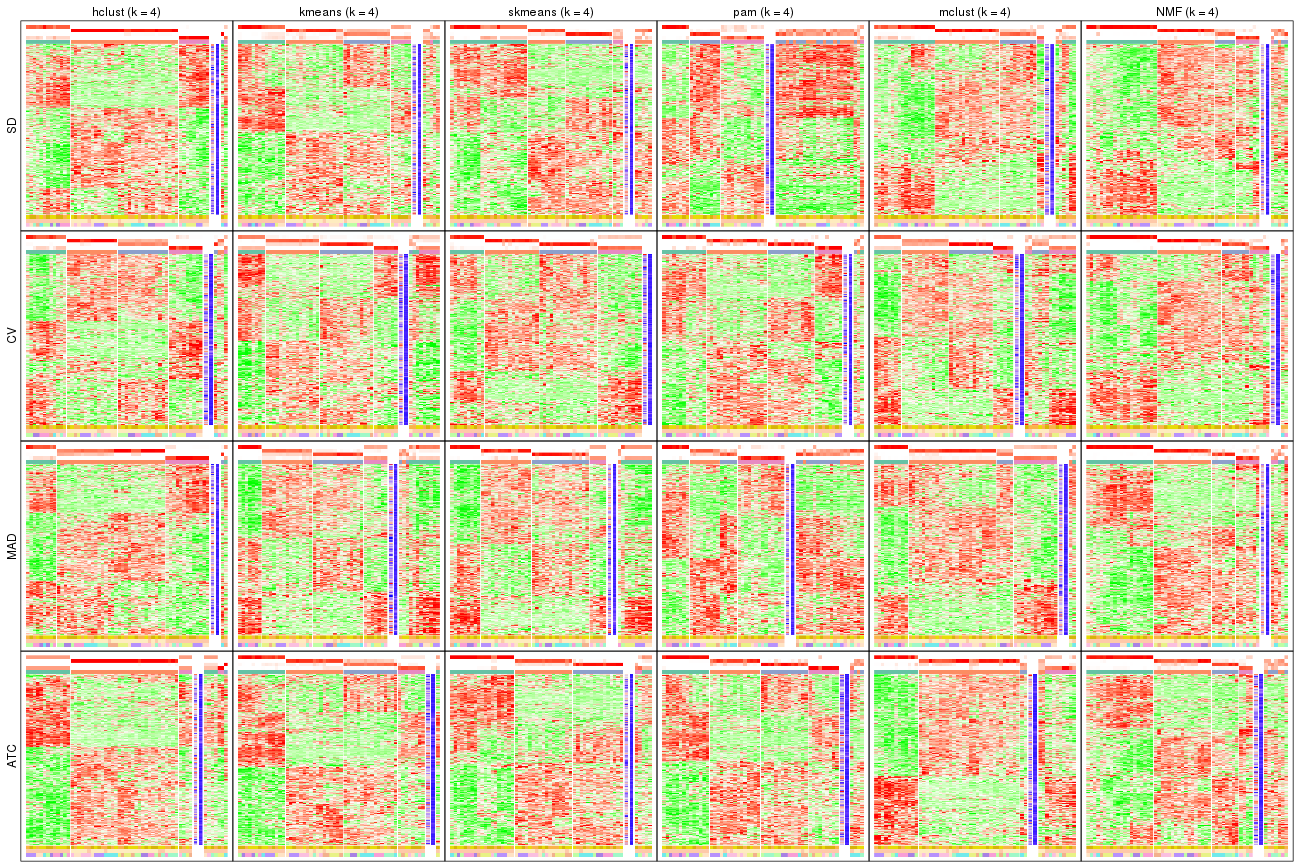 hclust (k = 4) kmeans (k = 4) skmeans (k = 4) pam (k = 4) mclust (k = 4) NMF (k = 4)
SD
CV
MAD
ATC